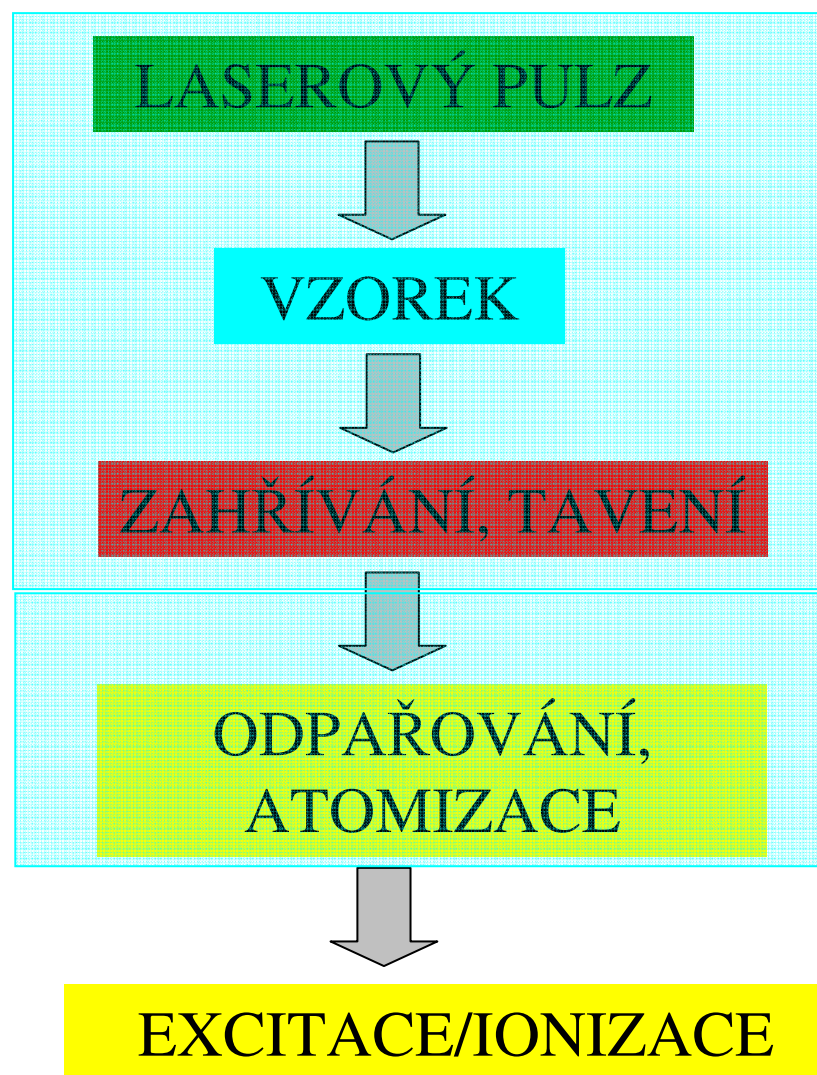 LASEROVÝ PULZ
VZOREK
ZAHŘÍVÁNÍ, TAVENÍ
ODPAŘOVÁNÍ,
ATOMIZACE
EXCITACE/IONIZACE